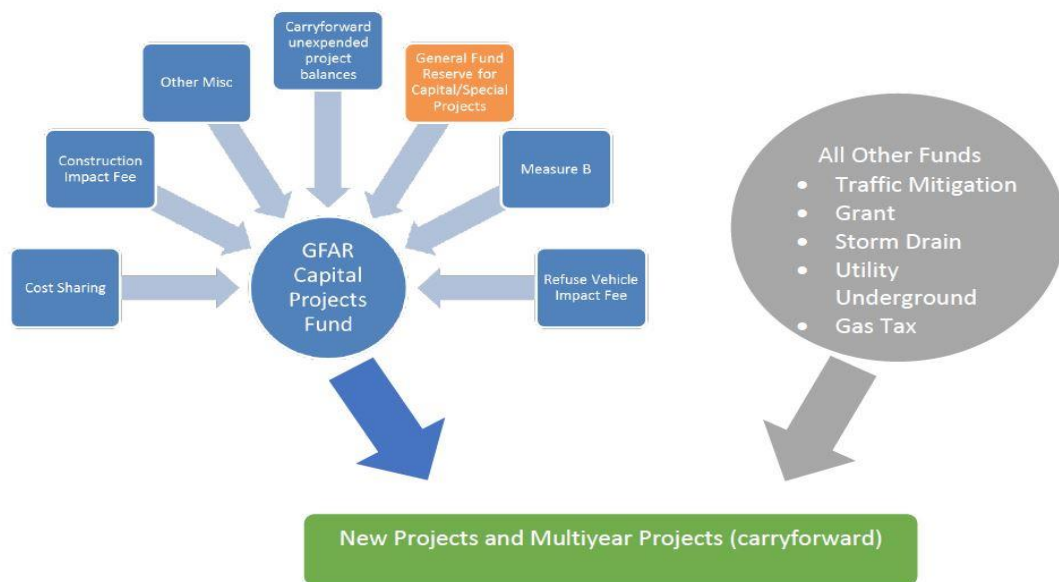 Carryforward
unexpended
project
balances
General Fund
Reserve for
Capital/Special
Projects
Other Misc
Construction
Impact Fee
Measure B
Cost Sharing
Refuse Vehicle
Impact Fee
GFAR
Capital
Projects
Fund
All Other Funds
• Traffic Mitigation
• Grant
• Storm Drain
• Utility
Underground
• Gas Tax
New Projects and Multiyear Projects (carryforward)